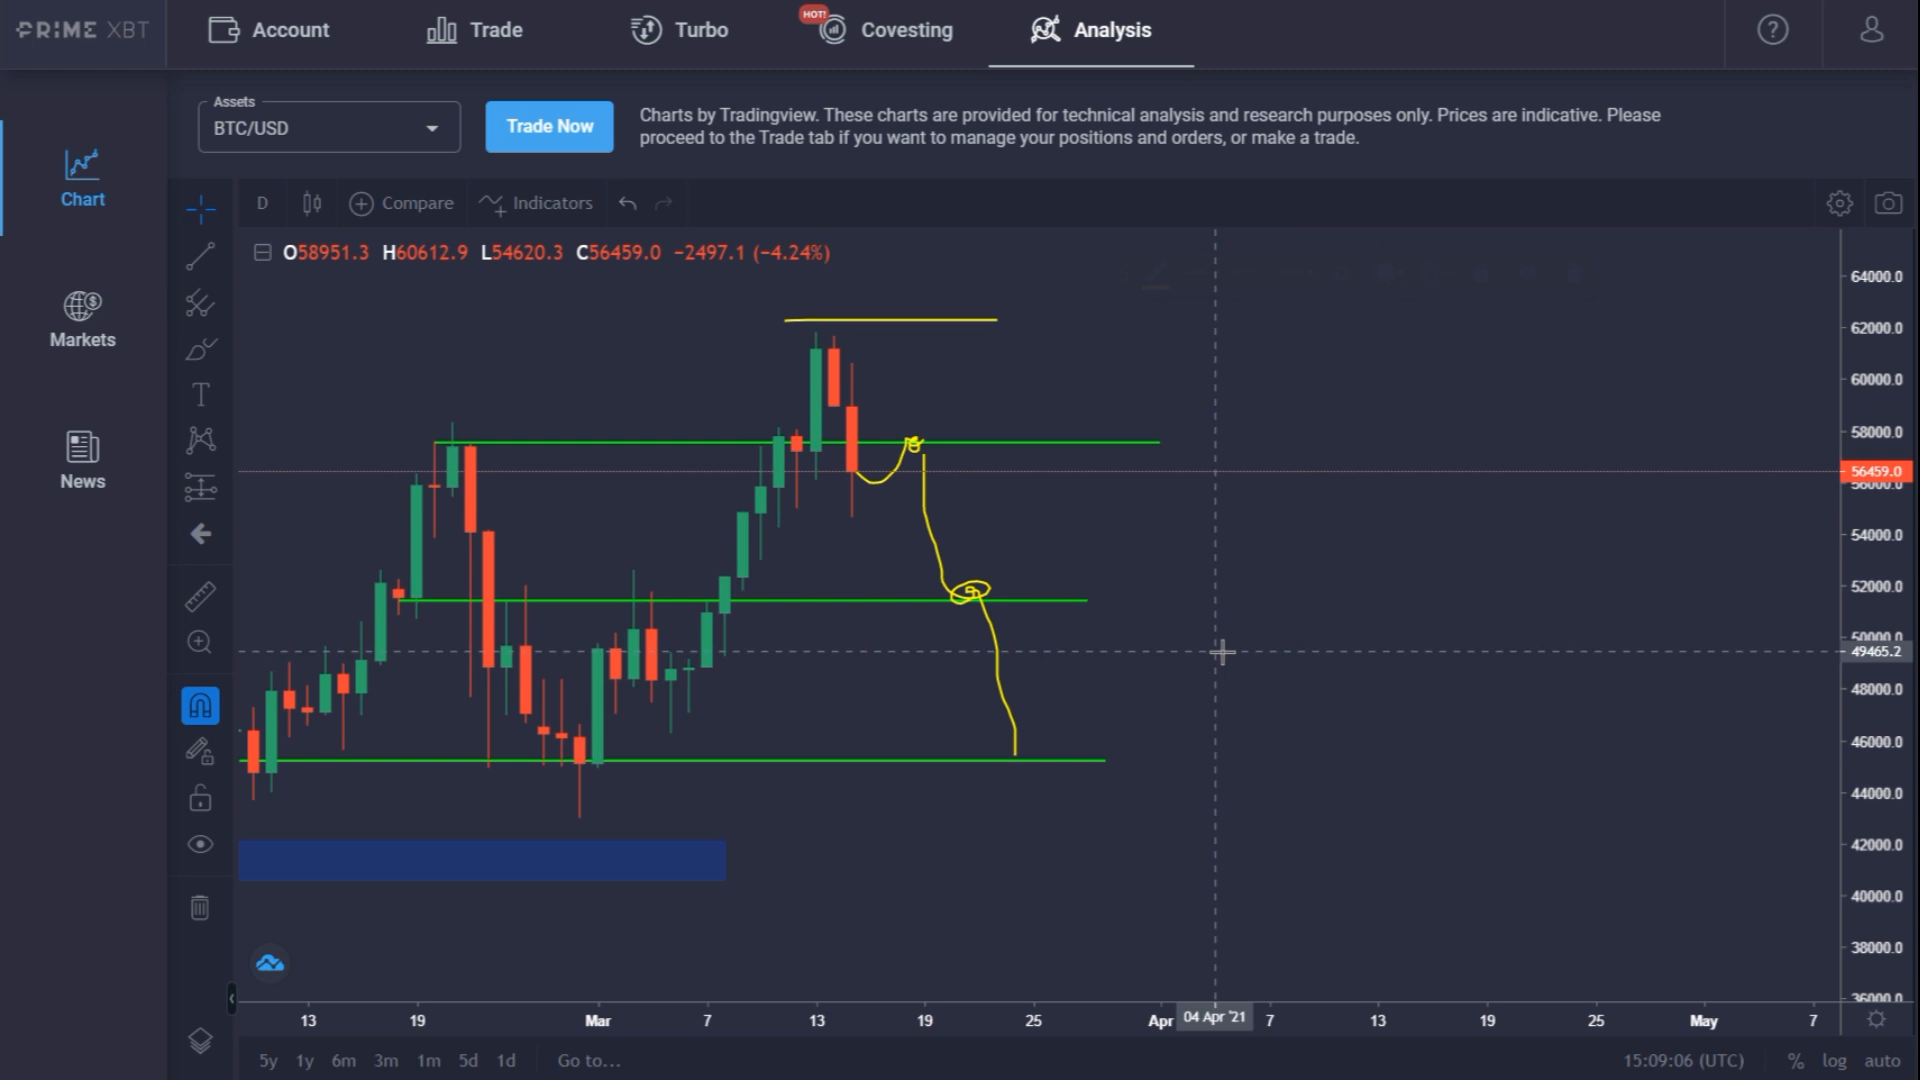 PRIME XBT
Account
Trade
Turbo
HOT!
Covesting
Analysis
Assets
BTC/USD
Trade Now
Charts by Tradingview. These charts are provided for technical analysis and research purposes only. Prices are indicative. Please
proceed to the Trade tab if you want to manage your positions and orders, or make a trade.
Chart
Markets
News
D
Compare
Indicators
O58951.3 H60612.9 L54620.3 C56459.0 −2497.1 (−4.24%)
64000.0
62000.0
60000.0
58000.0
56459.0
56000.0
54000.0
52000.0
50000.0
49465.2
48000.0
46000.0
44000.0
42000.0
40000.0
38000.0
36000.0
13 19 Mar 7 13 19 25 Apr 04 Apr '21 7 13 19 25 May 7
5y 1y 6m 3m 1m 5d 1d Go to... 15:09:06 (UTC) % log auto